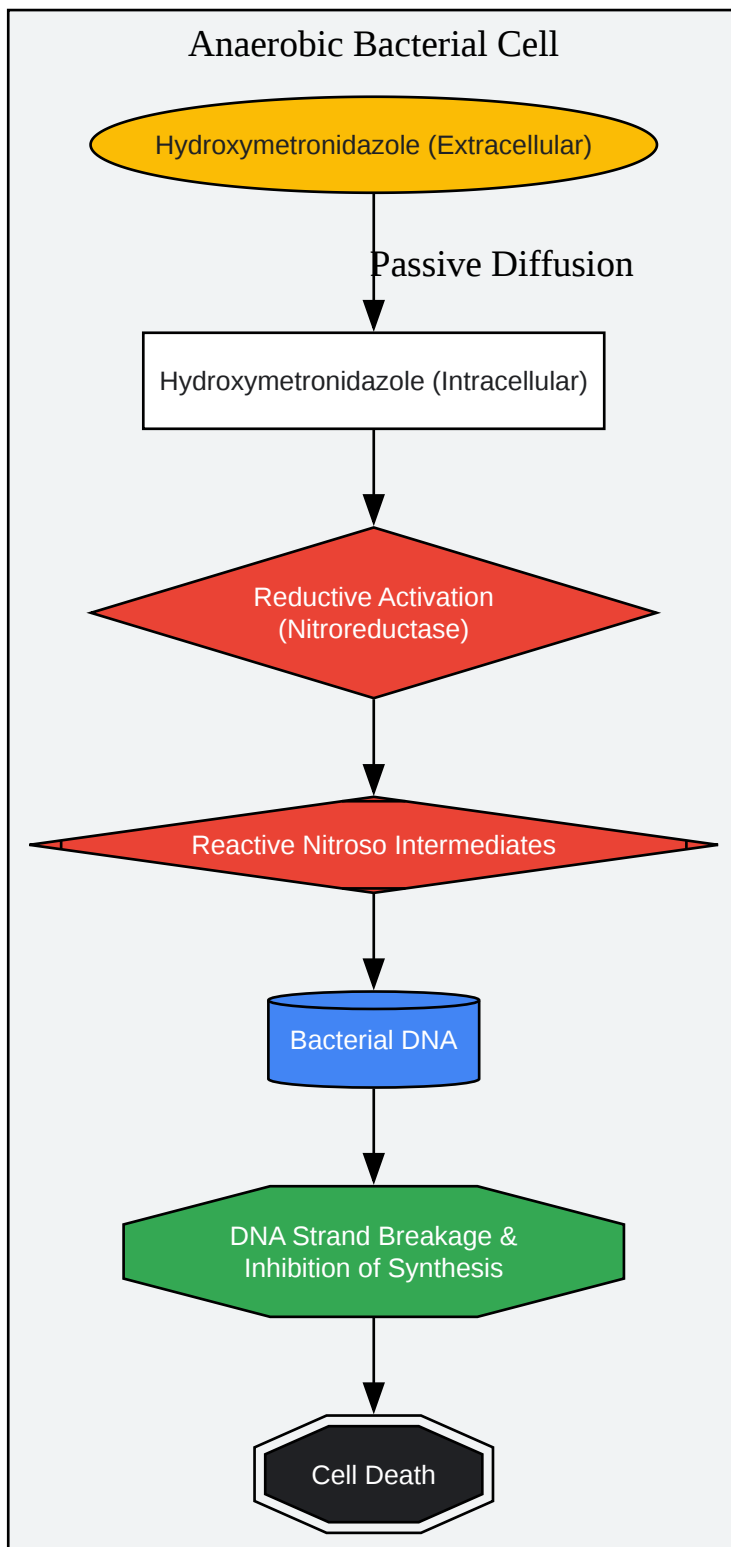 Anaerobic Bacterial Cell
Hydroxymetronidazole (Extracellular)
Passive Diffusion
Hydroxymetronidazole (Intracellular)
Reductive Activation
(Nitroreductase)
Reactive Nitroso Intermediates
Bacterial DNA
DNA Strand Breakage &
Inhibition of Synthesis
Cell Death